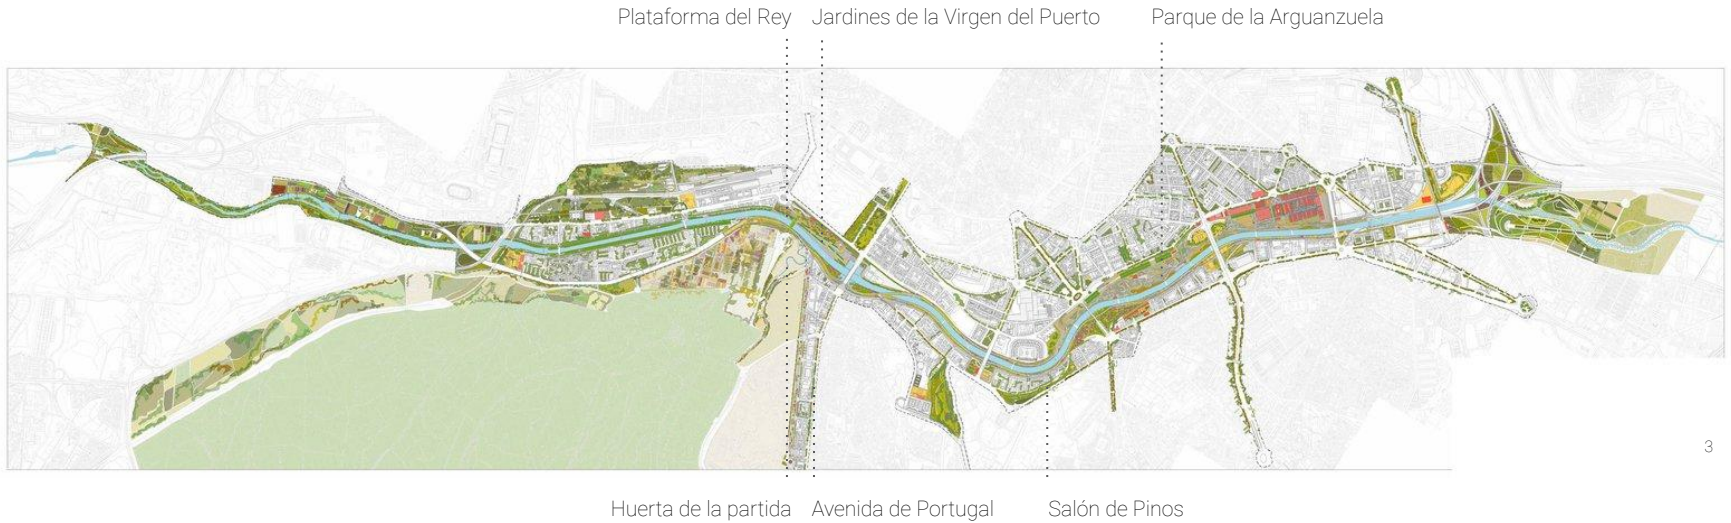 Plataforma del Rey
Jardines de la Virgen del Puerto
Parque de la Arguanzuela
3
Huerta de la partida
Avenida de Portugal
Salón de Pinos